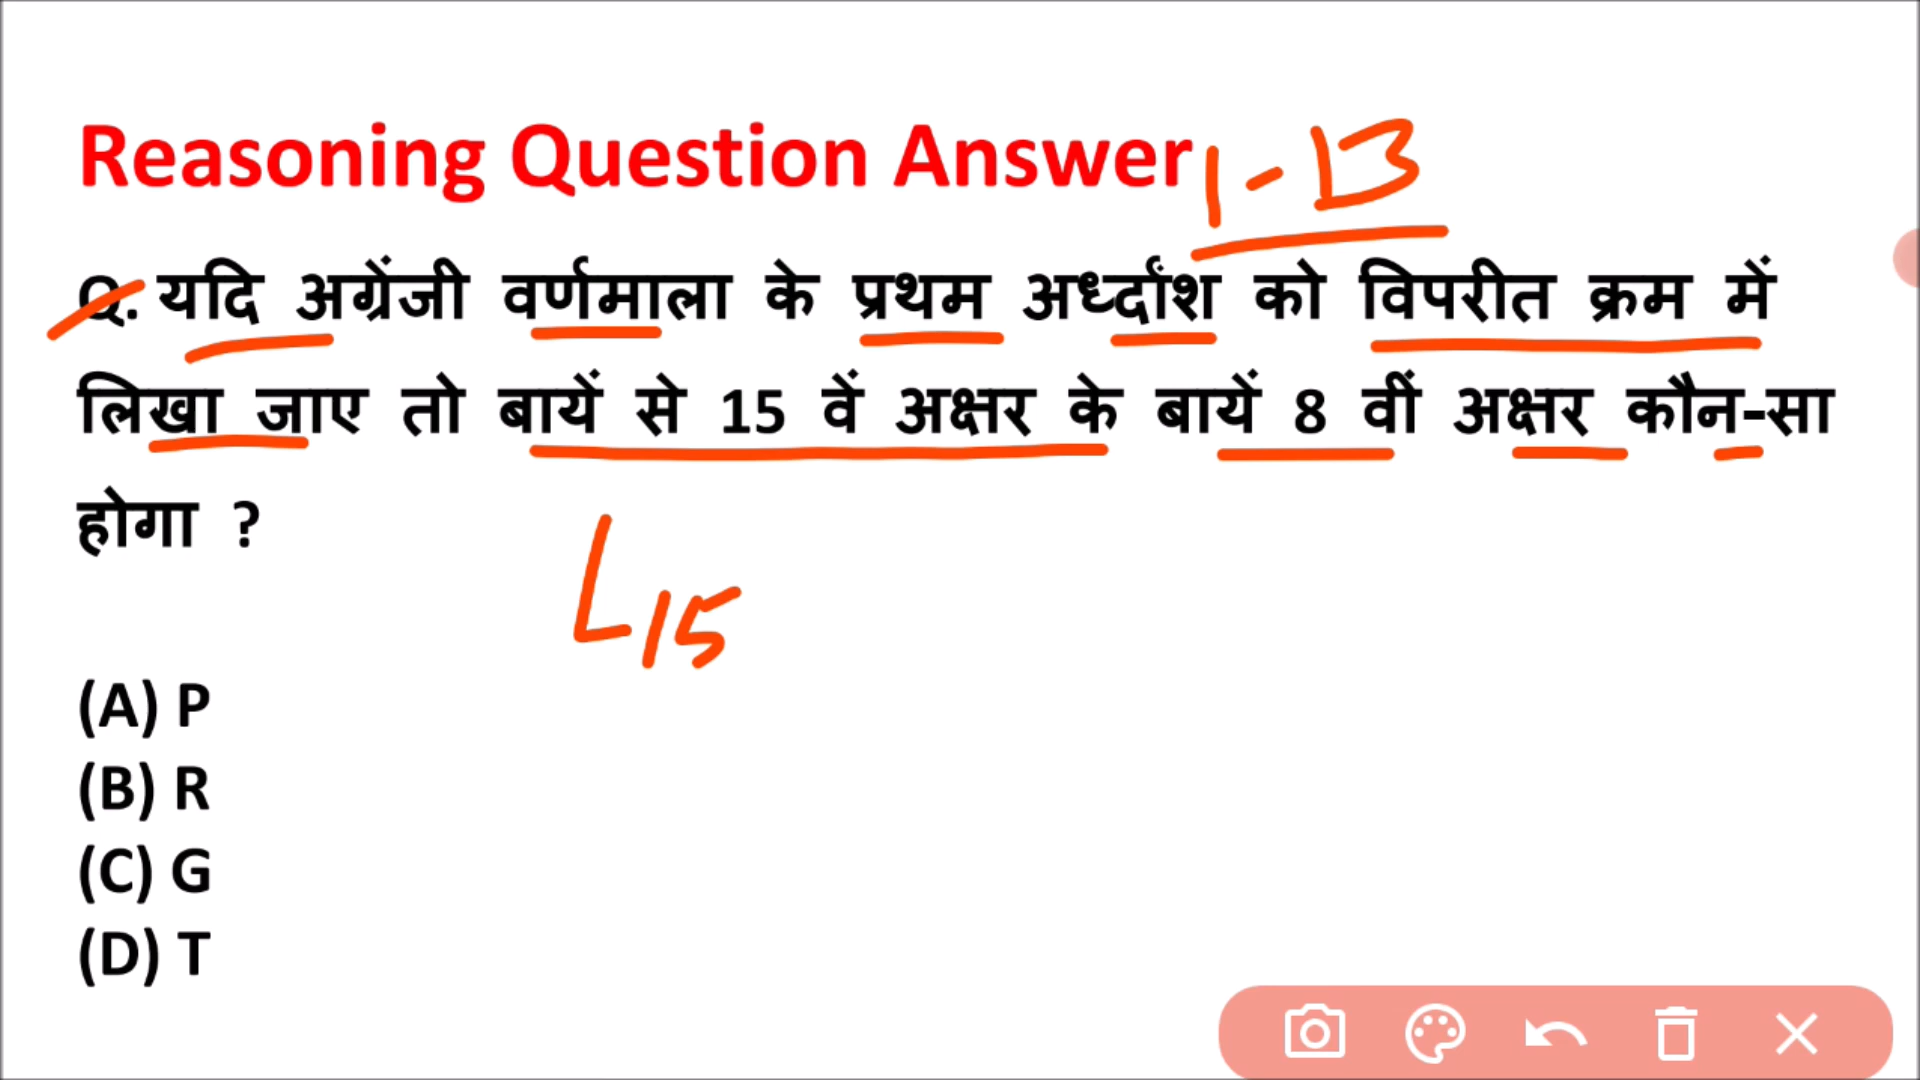 Reasoning Question Answer 1-13
Q. यदि अग्रेंजी वर्णमाला के प्रथम अर्ध्दांश को विपरीत क्रम में
लिखा जाए तो बायें से 15 वें अक्षर के बायें 8 वीं अक्षर कौन-सा
होगा ?
L15
(A) P
(B) R
(C) G
(D) T